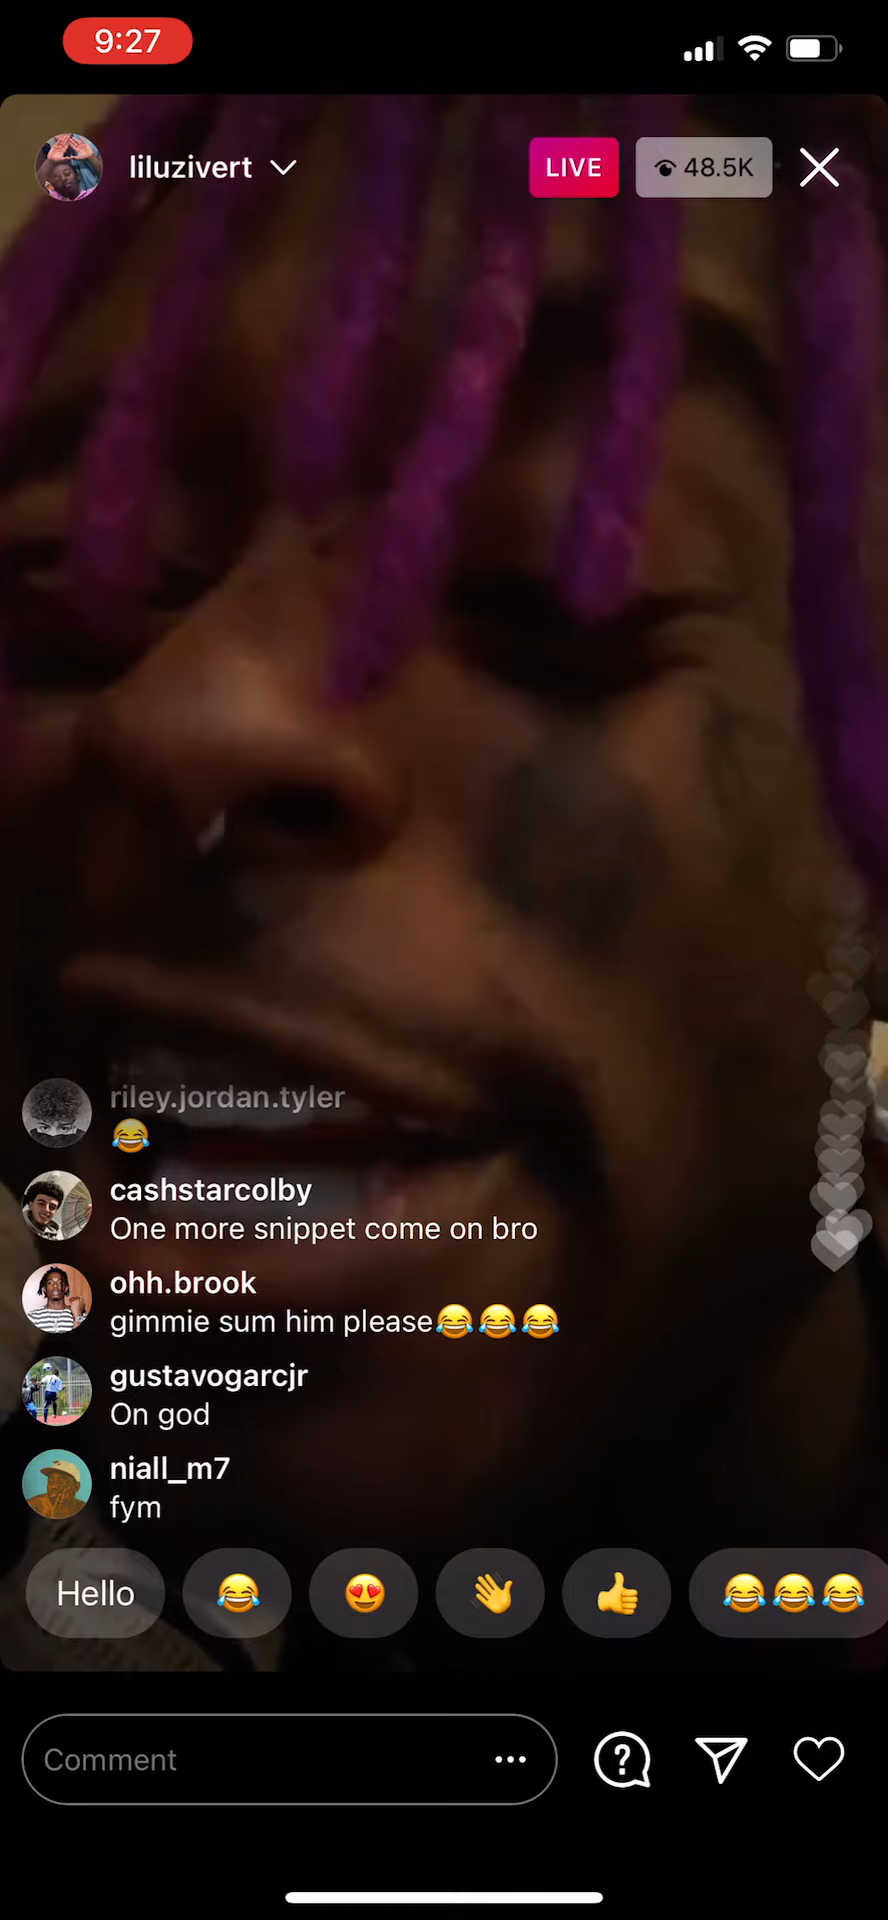 9:27
liluzivert
LIVE
48.5K
riley.jordan.tyler
😂
cashstarcolby
One more snippet come on bro
ohh.brook
gimmie sum him please😂😂😂
gustavogarcjr
On god
niall_m7
fym
Hello 😂 😍 👋 👍 😂😂😂
Comment